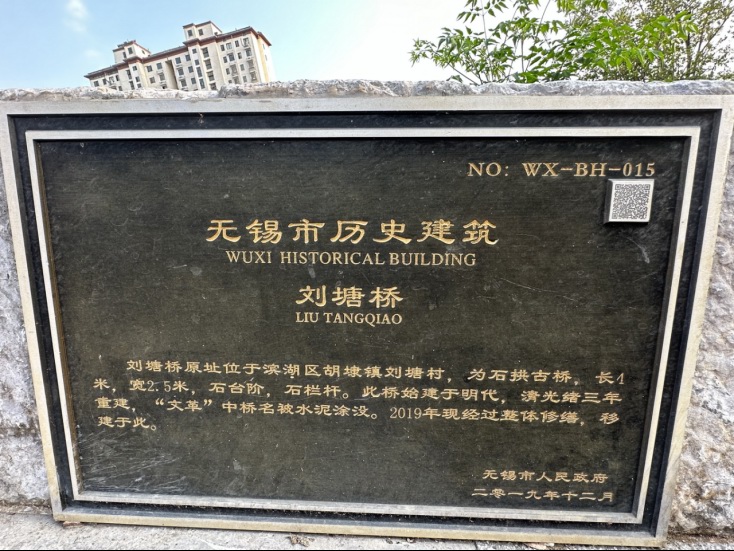 NO: WX-BH-015
无锡市历史建筑
WUXI HISTORICAL BUILDING
刘塘桥
LIU TANGQIAO
刘塘桥原址位于滨湖区胡埭镇刘塘村，为石拱古桥，长4
米，宽2.5米，石台阶，石栏杆。此桥始建于明代，清光绪三年
重建，“文革”中桥名被水泥涂没。2019年现经过整体修缮，移
建于此。
无锡市人民政府
二零一九年十二月